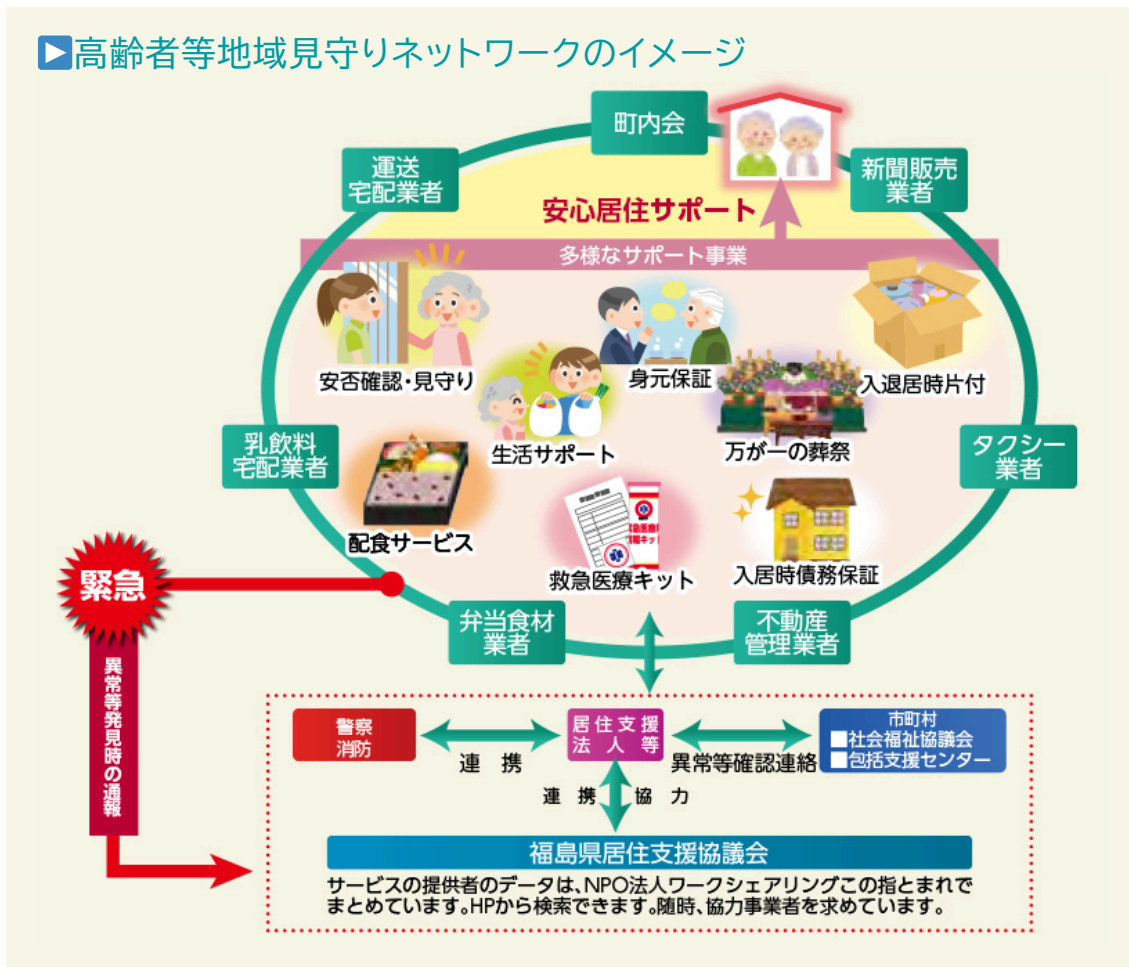 高齢者等地域見守りネットワークのイメージ
町内会
運送
宅配業者
新聞販売
業者
安心居住サポート
多様なサポート事業
安否確認・見守り
身元保証
入退居時片付
生活サポート
万が一の葬祭
乳飲料
宅配業者
タクシー
業者
配食サービス
救急医療キット
入居時債務保証
緊急
弁当食材
業者
不動産
管理業者
異常等発見時の通報
警察
消防
連携
居住支援
法人等
異常等確認連絡
市町村
■社会福祉協議会
■包括支援センター
連携 協力
福島県居住支援協議会
サービスの提供者のデータは、NPO法人ワークシェアリングこの指とまれで
まとめています。HPから検索できます。随時、協力事業者を求めています。